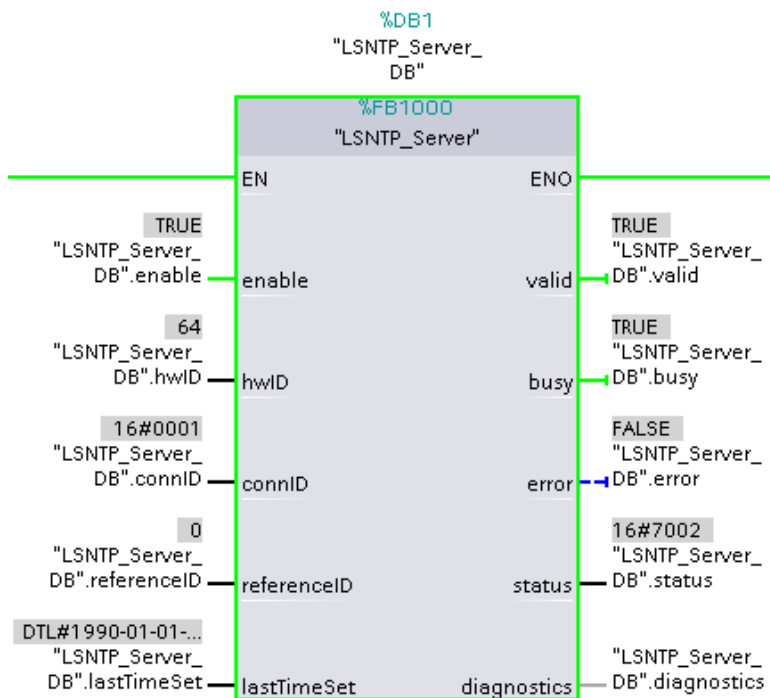 %DB1
"LSNTP_Server_
DB"
%FB1000
"LSNTP_Server"
EN
ENO
TRUE
"LSNTP_Server_
DB".enable
enable
valid
TRUE
"LSNTP_Server_
DB".valid
64
"LSNTP_Server_
DB".hwID
hwID
busy
TRUE
"LSNTP_Server_
DB".busy
16#0001
"LSNTP_Server_
DB".connID
connID
error
FALSE
"LSNTP_Server_
DB".error
0
"LSNTP_Server_
DB".referenceID
referenceID
status
16#7002
"LSNTP_Server_
DB".status
DTL#1990-01-01-...
"LSNTP_Server_
DB".lastTimeSet
lastTimeSet
diagnostics
"LSNTP_Server_
DB".diagnostics